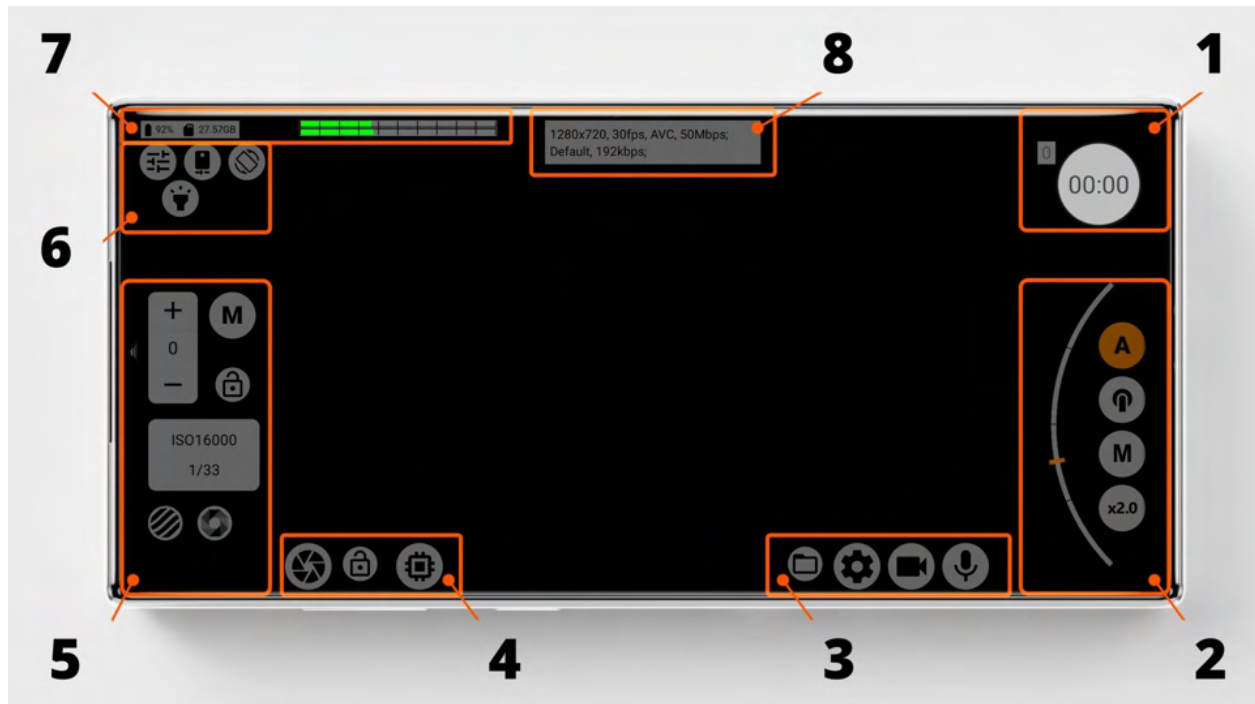 7
8
1
92% 27.57GB
1280x720, 30fps, AVC, 50Mbps;
Default, 192kbps;
0
00:00
6
+
M
0
−
ISO16000
1/33
A
M
x2.0
5
4
3
2